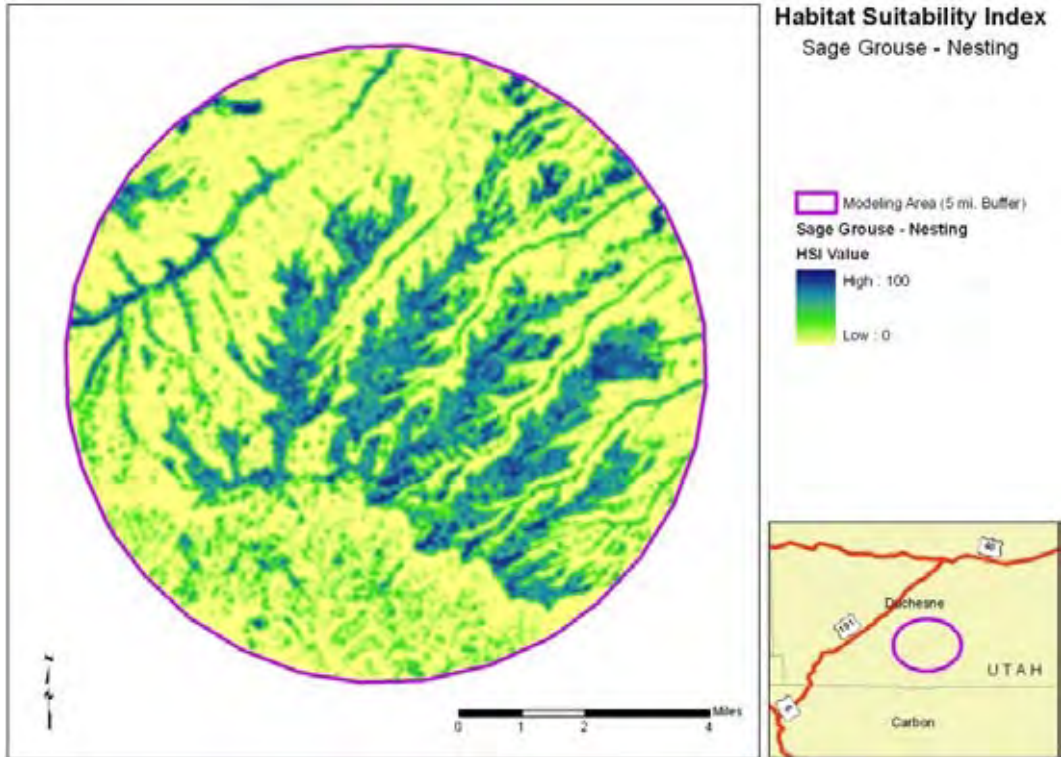 Habitat Suitability Index
Sage Grouse - Nesting
Modeling Area (5 mi. Buffer)
Sage Grouse - Nesting
HSI Value
High : 100
Low : 0
Miles
0 1 2 4
40
Duchesne
191
UTAH
6
Carbon